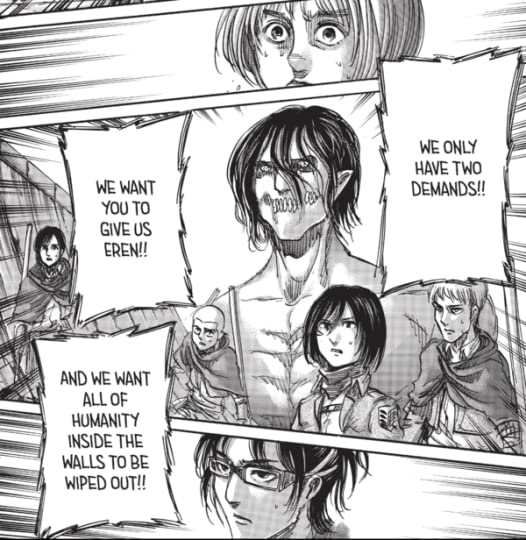 WE ONLY
HAVE TWO
DEMANDS!!
WE WANT
YOU TO
GIVE US
EREN!!
AND WE WANT
ALL OF
HUMANITY
INSIDE THE
WALLS TO BE
WIPED OUT!!